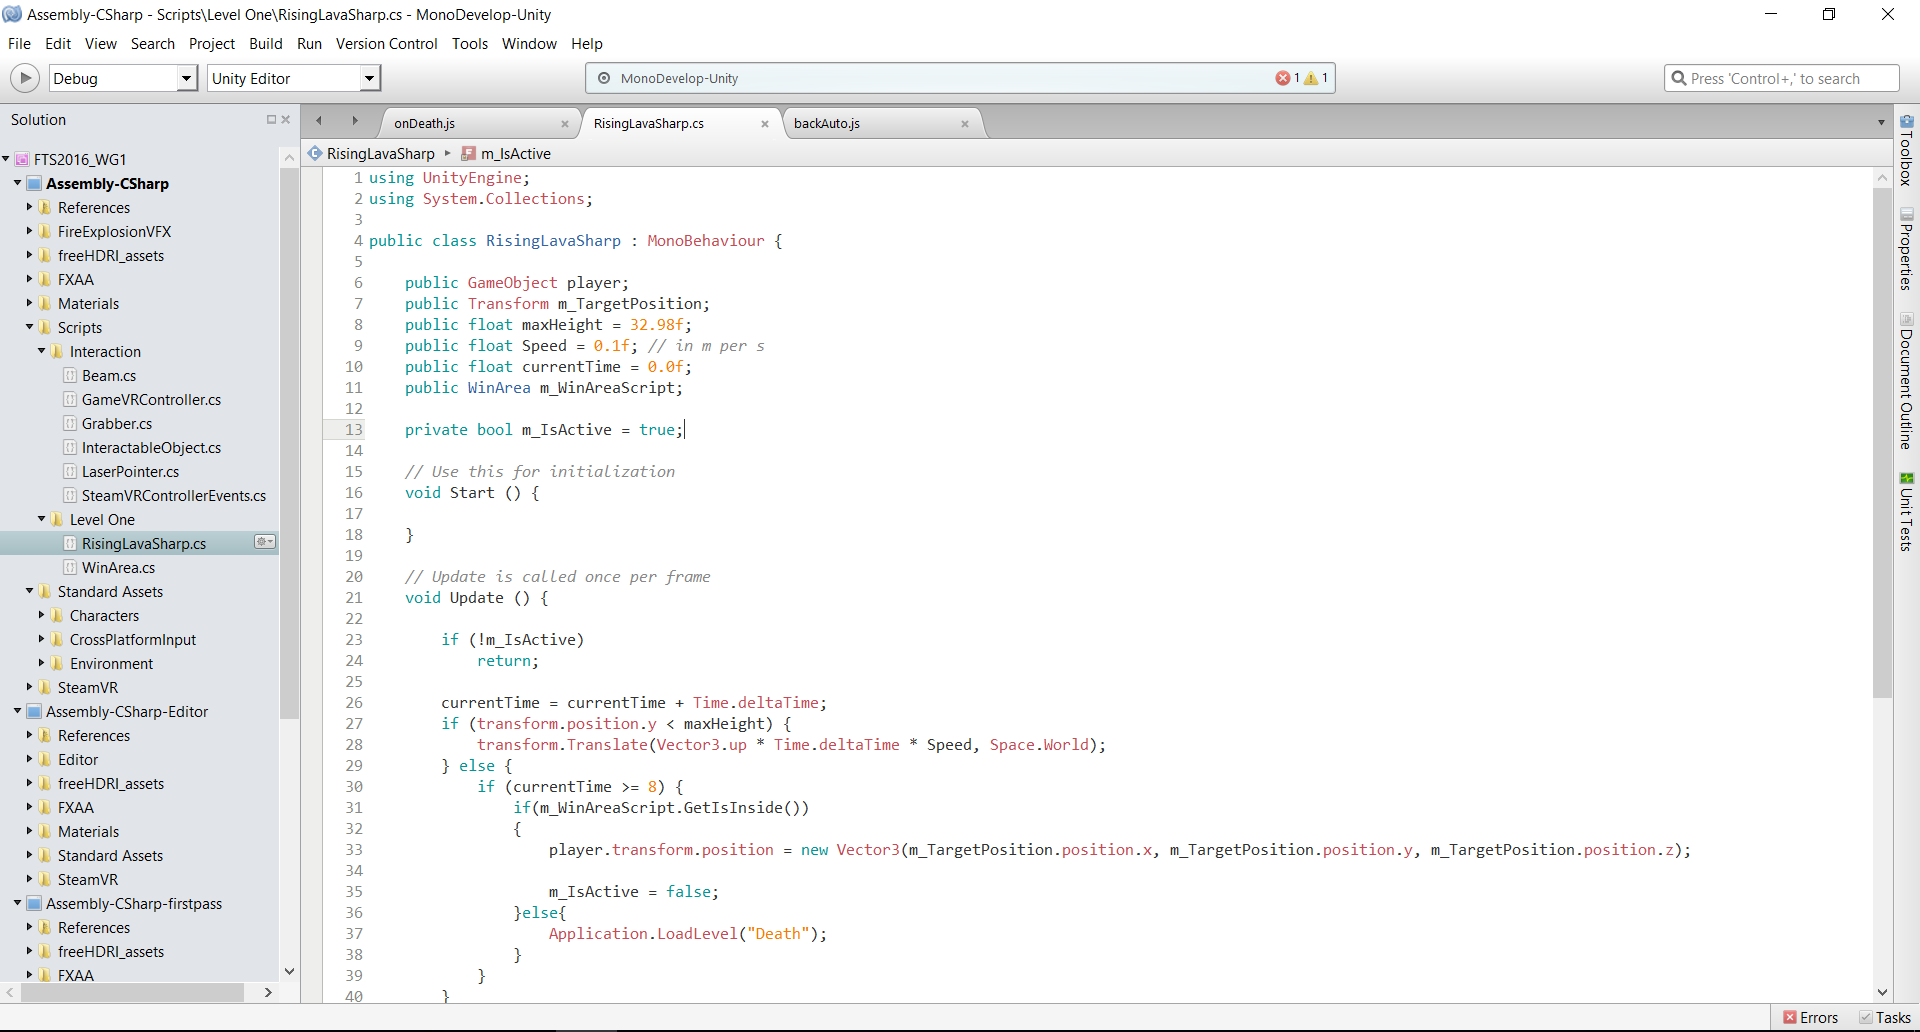 Assembly-CSharp - Scripts\Level One\RisingLavaSharp.cs - MonoDevelop-Unity
File Edit View Search Project Build Run Version Control Tools Window Help
Debug Unity Editor MonoDevelop-Unity 1 1 Press 'Control+,' to search
Solution
FTS2016_WG1
Assembly-CSharp
References
FireExplosionVFX
freeHDRI_assets
FXAA
Materials
Scripts
Interaction
Beam.cs
GameVRController.cs
Grabber.cs
InteractableObject.cs
LaserPointer.cs
SteamVRControllerEvents.cs
Level One
RisingLavaSharp.cs
WinArea.cs
Standard Assets
Characters
CrossPlatformInput
Environment
SteamVR
Assembly-CSharp-Editor
References
Editor
freeHDRI_assets
FXAA
Materials
Standard Assets
SteamVR
Assembly-CSharp-firstpass
References
freeHDRI_assets
FXAA
onDeath.js RisingLavaSharp.cs backAuto.js
RisingLavaSharp m_IsActive
1 using UnityEngine;
2 using System.Collections;
3
4 public class RisingLavaSharp : MonoBehaviour {
5
6 public GameObject player;
7 public Transform m_TargetPosition;
8 public float maxHeight = 32.98f;
9 public float Speed = 0.1f; // in m per s
10 public float currentTime = 0.0f;
11 public WinArea m_WinAreaScript;
12
13 private bool m_IsActive = true;
14
15 // Use this for initialization
16 void Start () {
17
18 }
19
20 // Update is called once per frame
21 void Update () {
22
23 if (!m_IsActive)
24 return;
25
26 currentTime = currentTime + Time.deltaTime;
27 if (transform.position.y < maxHeight) {
28 transform.Translate(Vector3.up * Time.deltaTime * Speed, Space.World);
29 } else {
30 if (currentTime >= 8) {
31 if(m_WinAreaScript.GetIsInside())
32 {
33 player.transform.position = new Vector3(m_TargetPosition.position.x, m_TargetPosition.position.y, m_TargetPosition.position.z);
34
35 m_IsActive = false;
36 }else{
37 Application.LoadLevel("Death");
38 }
39 }
40 }
Toolbox
Properties
Document Outline
Unit Tests
Errors Tasks